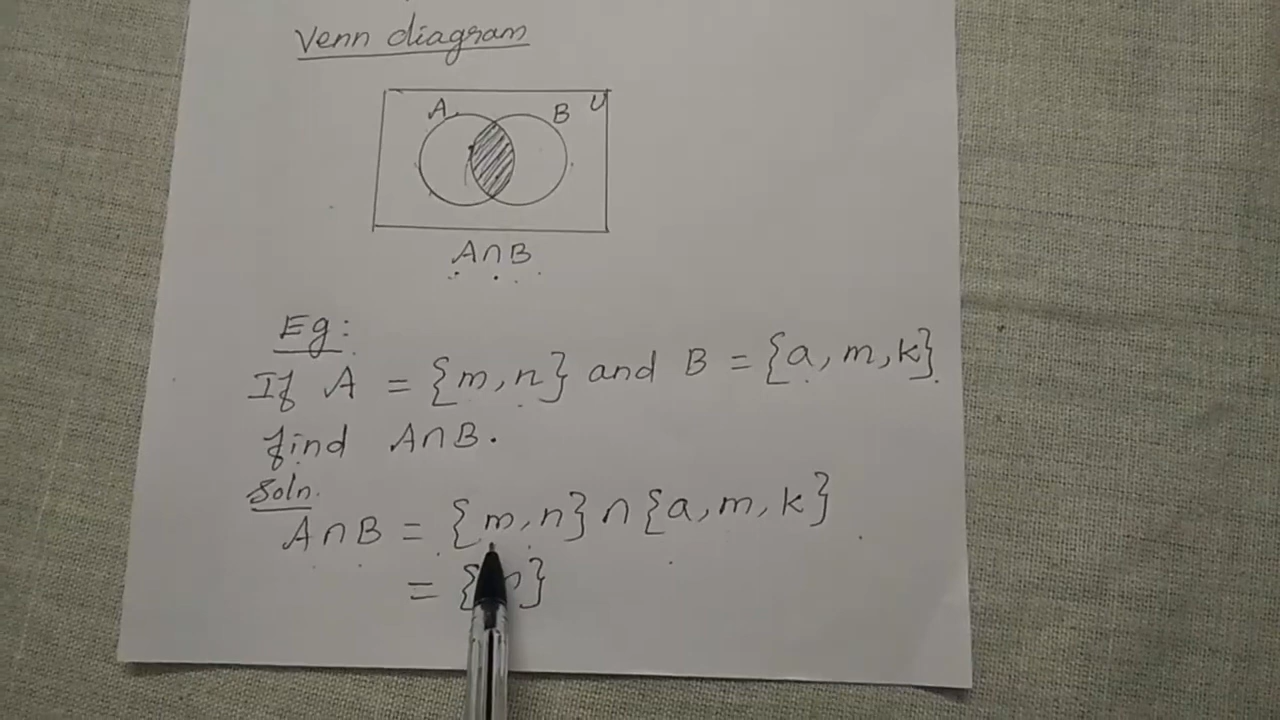 Venn diagram
A B U
A∩B
Eg:
If A = {m, n} and B = {a, m, k}
find A∩B.
Soln.
A∩B = {m, n} ∩ {a, m, k}
= { }